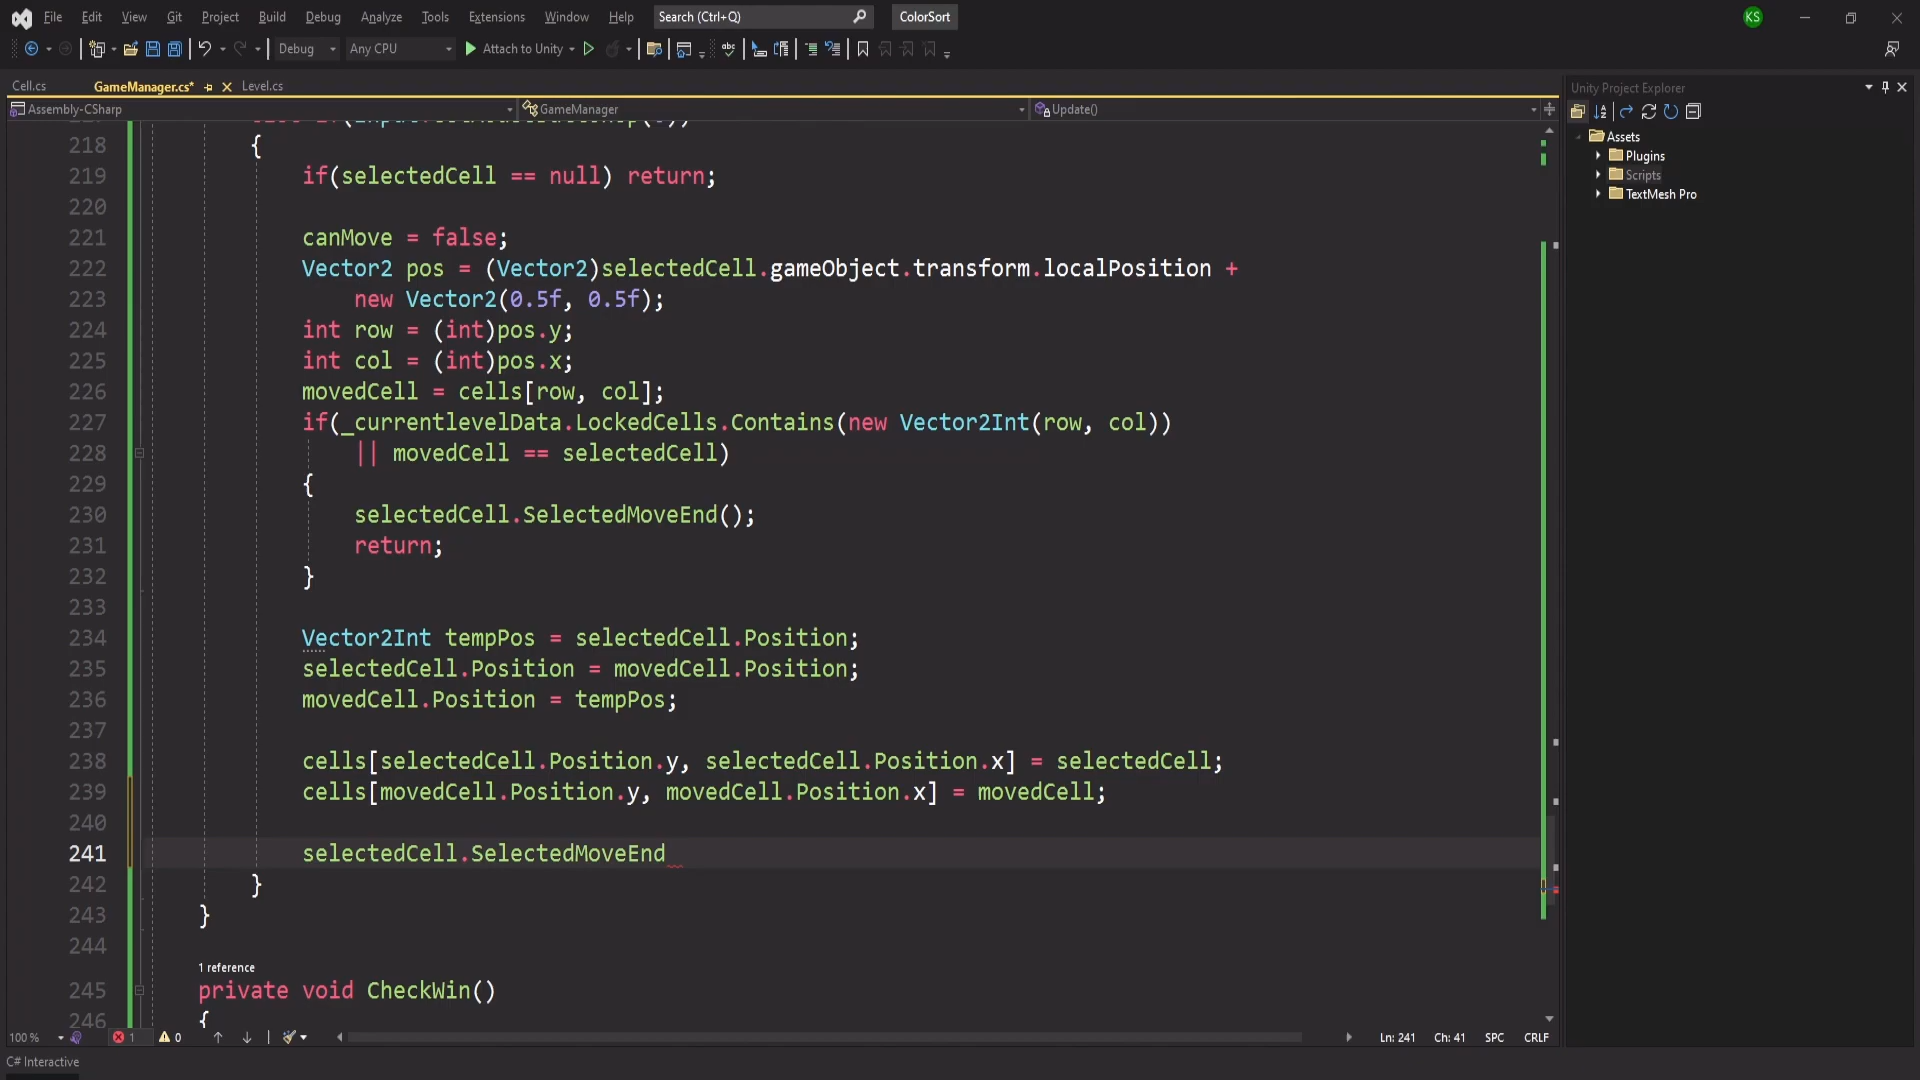 File Edit View Git Project Build Debug Analyze Tools Extensions Window Help Search (Ctrl+Q) ColorSort KS
Debug Any CPU Attach to Unity
Cell.cs GameManager.cs* Level.cs
Assembly-CSharp GameManager Update()
218 {
219 if(selectedCell == null) return;
220
221 canMove = false;
222 Vector2 pos = (Vector2)selectedCell.gameObject.transform.localPosition +
223 new Vector2(0.5f, 0.5f);
224 int row = (int)pos.y;
225 int col = (int)pos.x;
226 movedCell = cells[row, col];
227 if(_currentlevelData.LockedCells.Contains(new Vector2Int(row, col))
228 || movedCell == selectedCell)
229 {
230 selectedCell.SelectedMoveEnd();
231 return;
232 }
233
234 Vector2Int tempPos = selectedCell.Position;
235 selectedCell.Position = movedCell.Position;
236 movedCell.Position = tempPos;
237
238 cells[selectedCell.Position.y, selectedCell.Position.x] = selectedCell;
239 cells[movedCell.Position.y, movedCell.Position.x] = movedCell;
240
241 selectedCell.SelectedMoveEnd
242 }
243 }
244
1 reference
245 private void CheckWin()
246 {
100 % 1 0 Ln: 241 Ch: 41 SPC CRLF
C# Interactive
Unity Project Explorer
Assets
Plugins
Scripts
TextMesh Pro